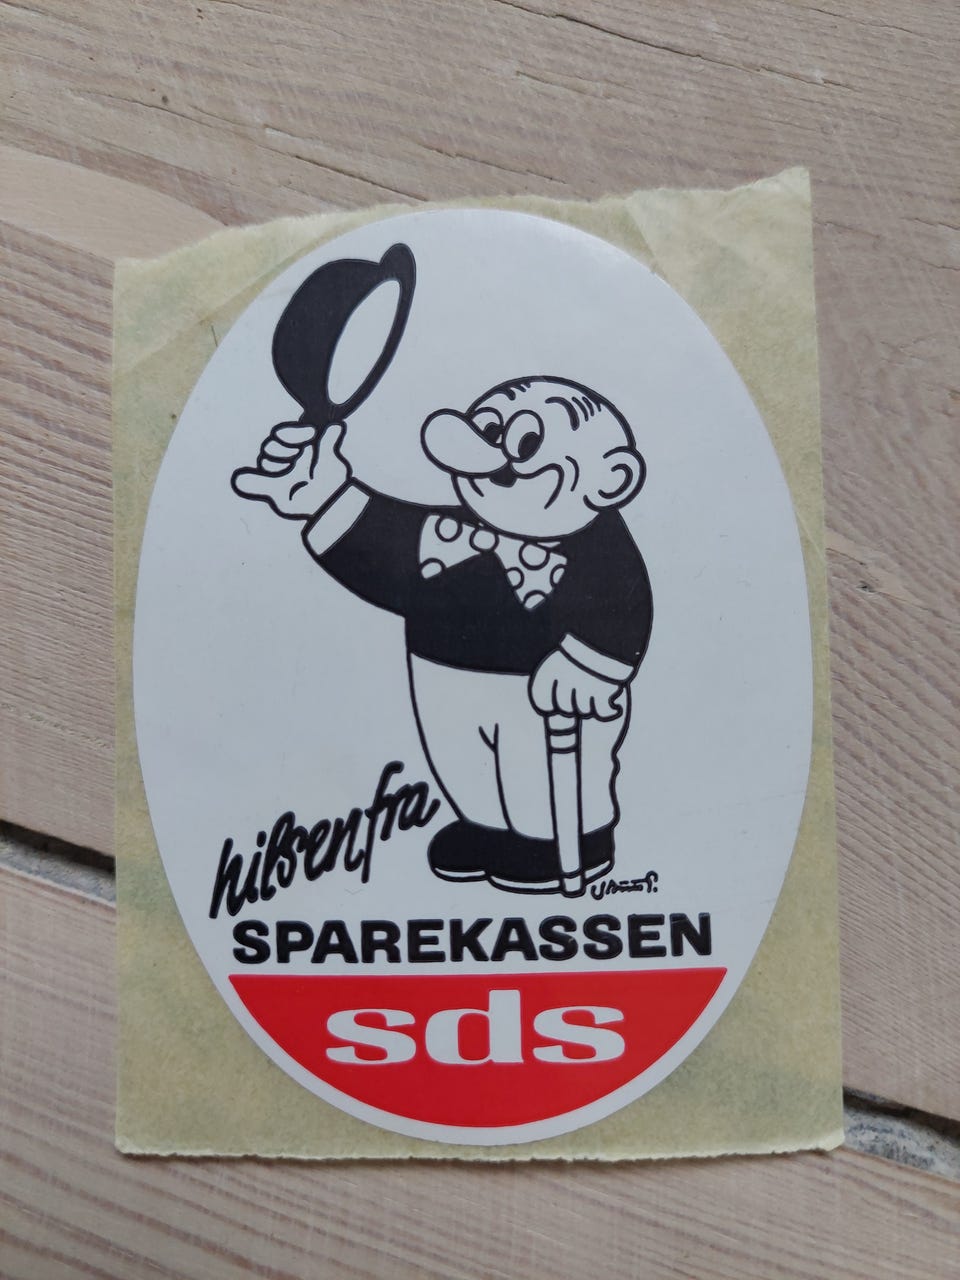 hilsen fra
SPAREKASSEN
sds